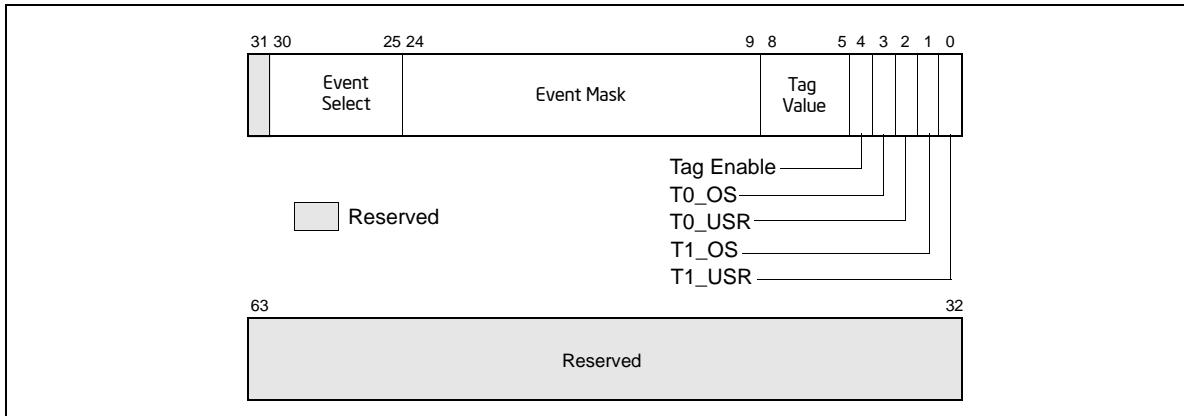 31 30 25 24 9 8 5 4 3 2 1 0
Event
Select
Event Mask
Tag
Value
Tag Enable
T0_OS
T0_USR
T1_OS
T1_USR
Reserved
63 32
Reserved